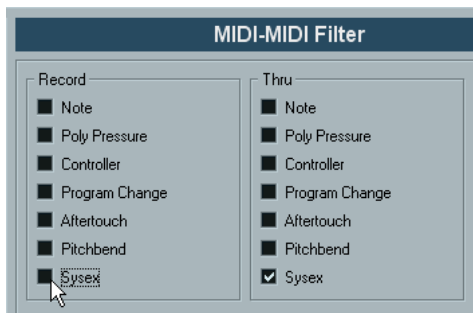 MIDI-MIDI Filter
Record
Note
Poly Pressure
Controller
Program Change
Aftertouch
Pitchbend
Sysex
Thru
Note
Poly Pressure
Controller
Program Change
Aftertouch
Pitchbend
Sysex